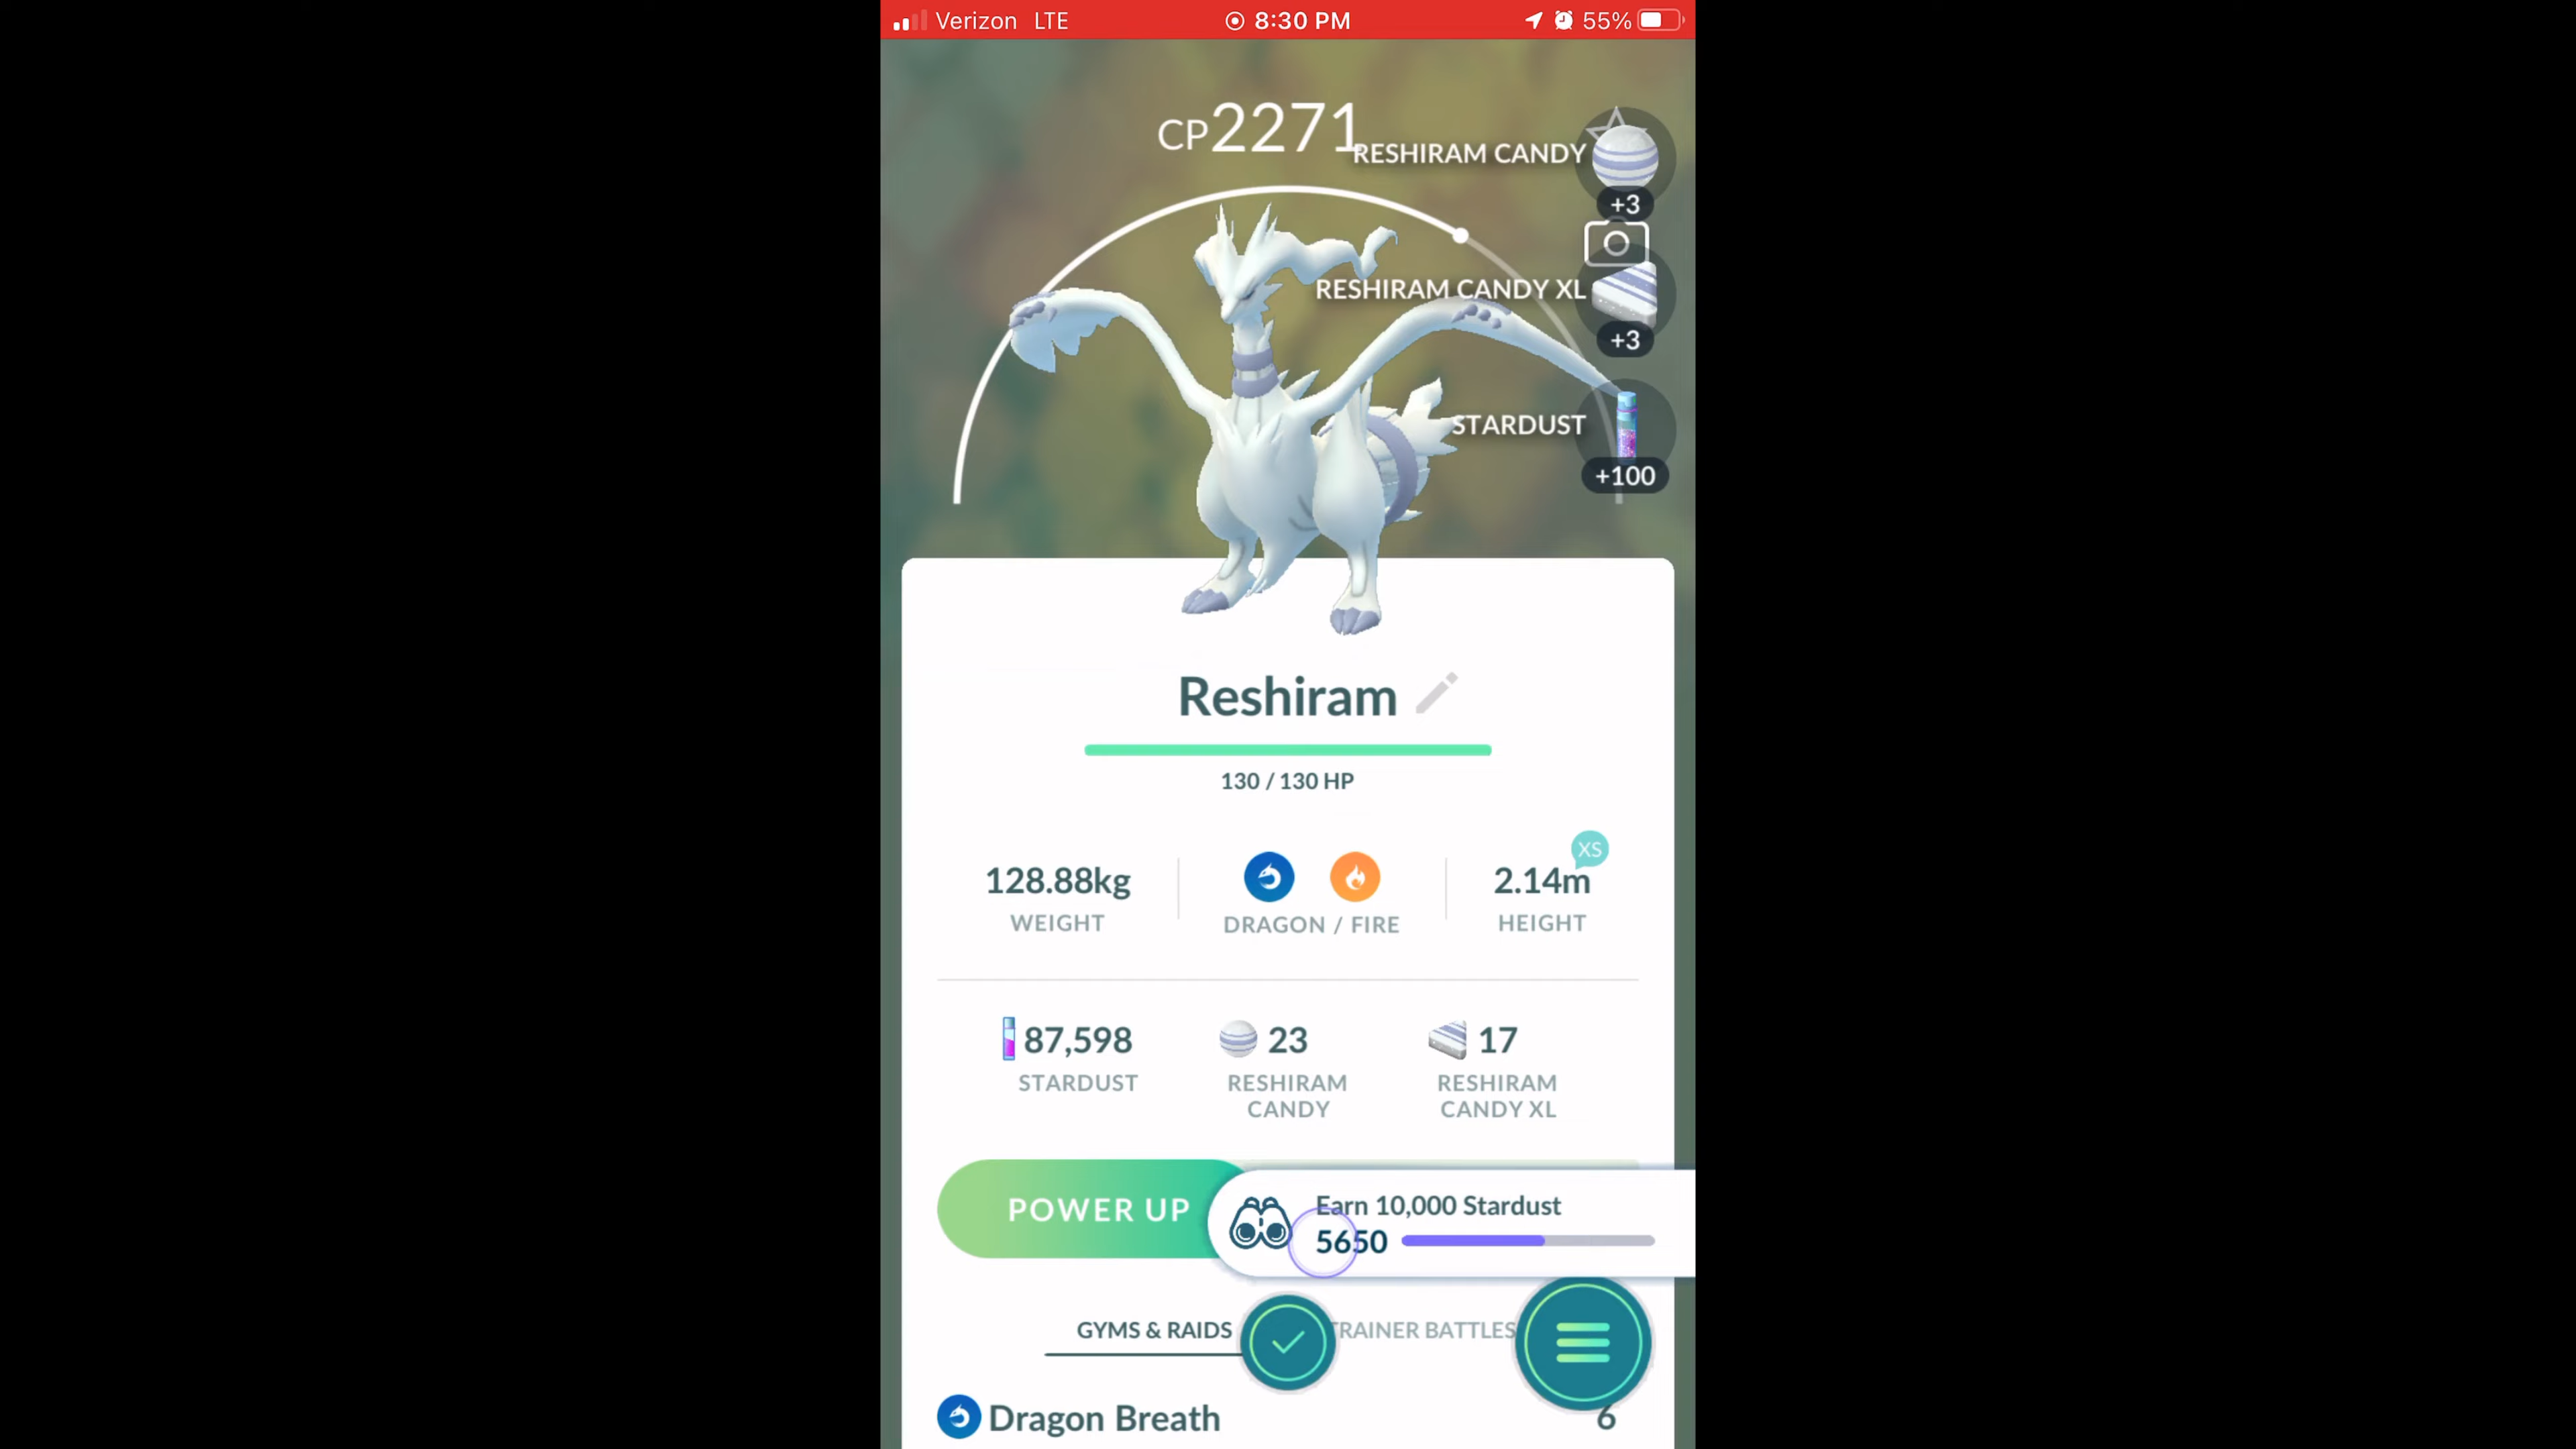 Verizon LTE 8:30 PM 55%
CP2271
RESHIRAM CANDY
+3
RESHIRAM CANDY XL
+3
STARDUST
+100
Reshiram
130 / 130 HP
XS
128.88kg 2.14m
WEIGHT DRAGON / FIRE HEIGHT
87,598 23 17
STARDUST RESHIRAM CANDY RESHIRAM CANDY XL
POWER UP
Earn 10,000 Stardust
5650
GYMS & RAIDS TRAINER BATTLES
Dragon Breath 6